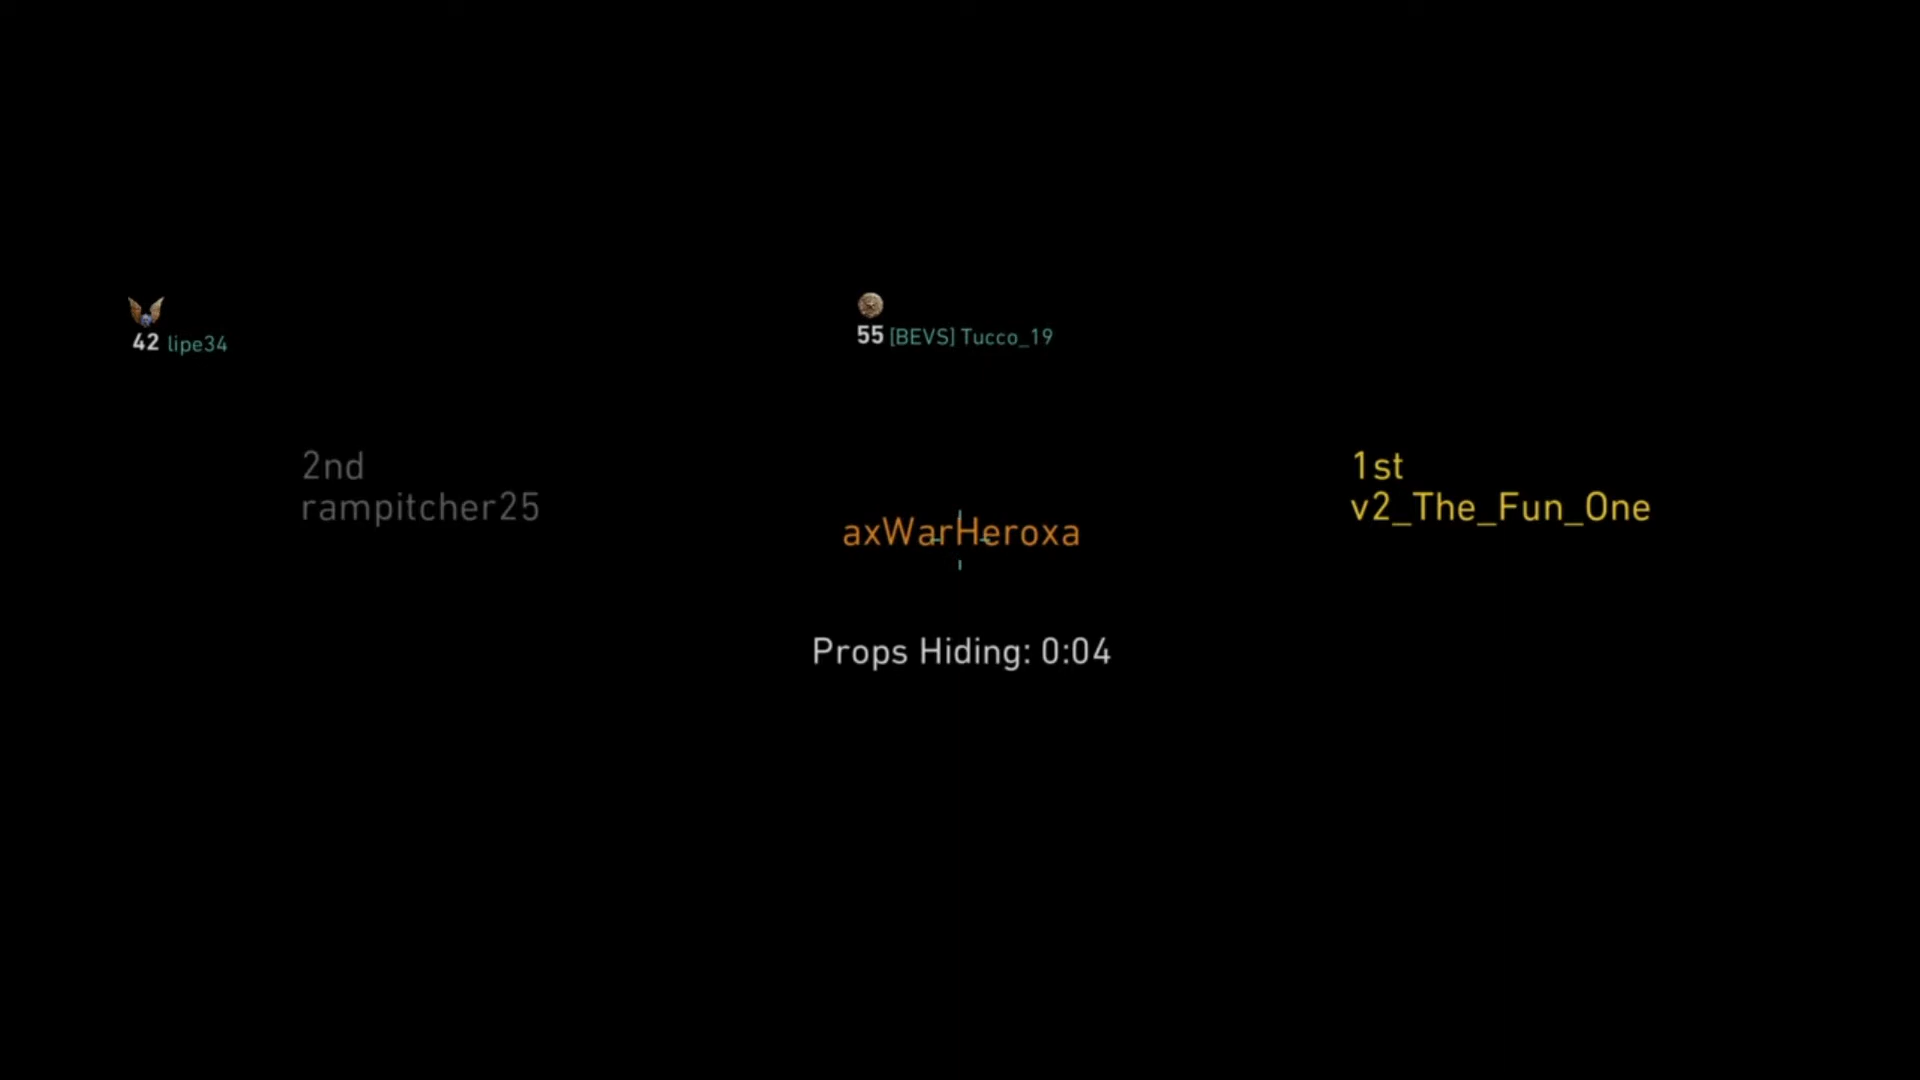 42 lipe34
55 [BEVS] Tucco_19
2nd
rampitcher25
1st
v2_The_Fun_One
axWarHeroxa
Props Hiding: 0:04